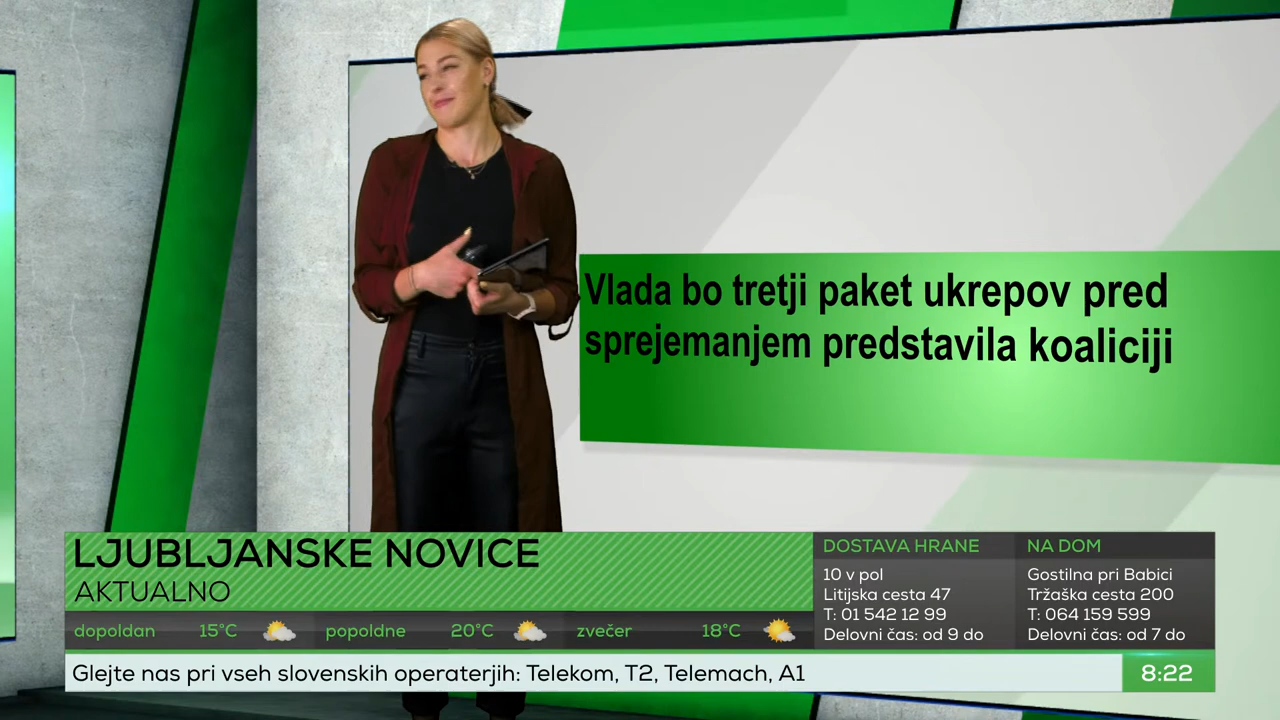 Vlada bo tretji paket ukrepov pred
sprejemanjem predstavila koaliciji
LJUBLJANSKE NOVICE
AKTUALNO
dopoldan 15°C popoldne 20°C zvečer 18°C
DOSTAVA HRANE
10 v pol
Litijska cesta 47
T: 01 542 12 99
Delovni čas: od 9 do
NA DOM
Gostilna pri Babici
Tržaška cesta 200
T: 064 159 599
Delovni čas: od 7 do
Glejte nas pri vseh slovenskih operaterjih: Telekom, T2, Telemach, A1
8:22